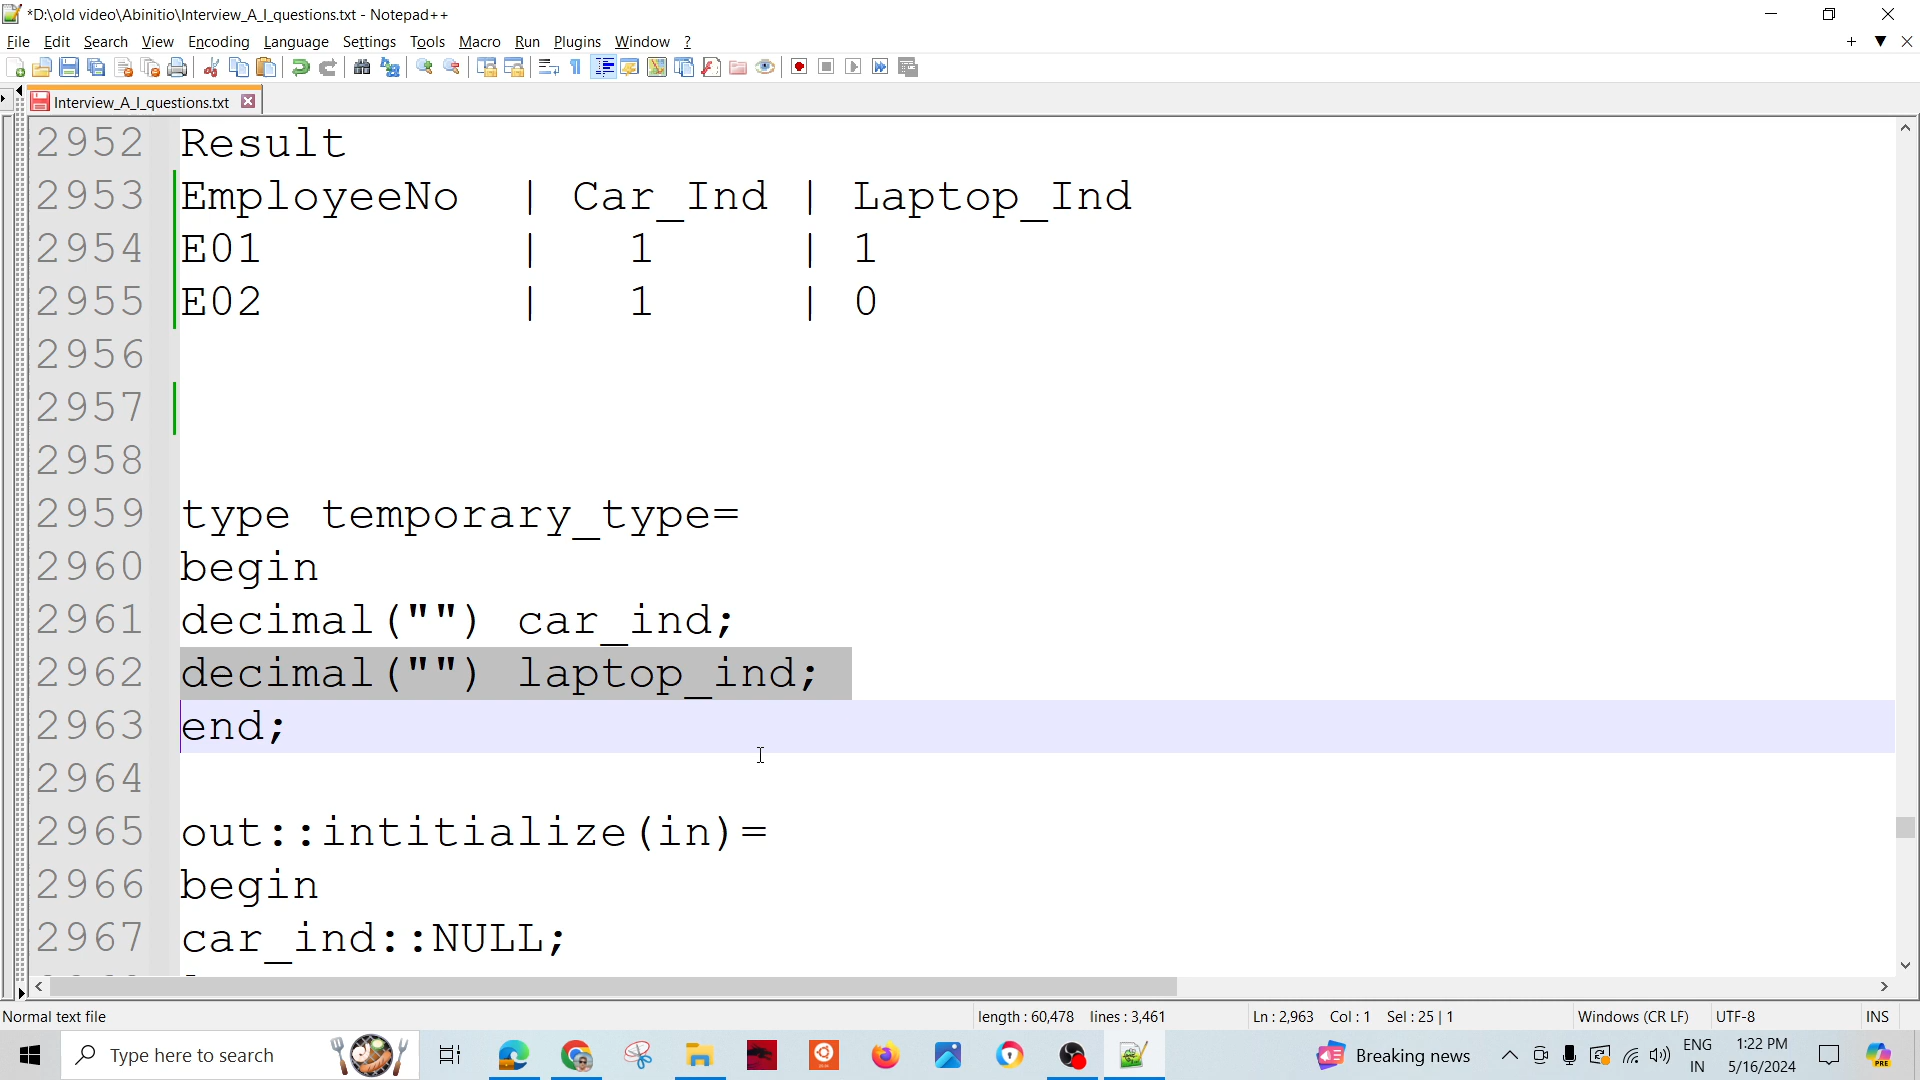 *D:\old video\Abinitio\Interview_A_I_questions.txt - Notepad++
File Edit Search View Encoding Language Settings Tools Macro Run Plugins Window ?
Interview_A_I_questions.txt
2952 Result
2953 EmployeeNo | Car_Ind | Laptop_Ind
2954 E01 | 1 | 1
2955 E02 | 1 | 0
2956
2957
2958
2959 type temporary_type=
2960 begin
2961 decimal("") car_ind;
2962 decimal("") laptop_ind;
2963 end;
2964
2965 out::intitialize(in)=
2966 begin
2967 car_ind::NULL;
Normal text file length : 60,478 lines : 3,461 Ln : 2,963 Col : 1 Sel : 25 | 1 Windows (CR LF) UTF-8 INS
Type here to search Breaking news ENG 1:22 PM
IN 5/16/2024